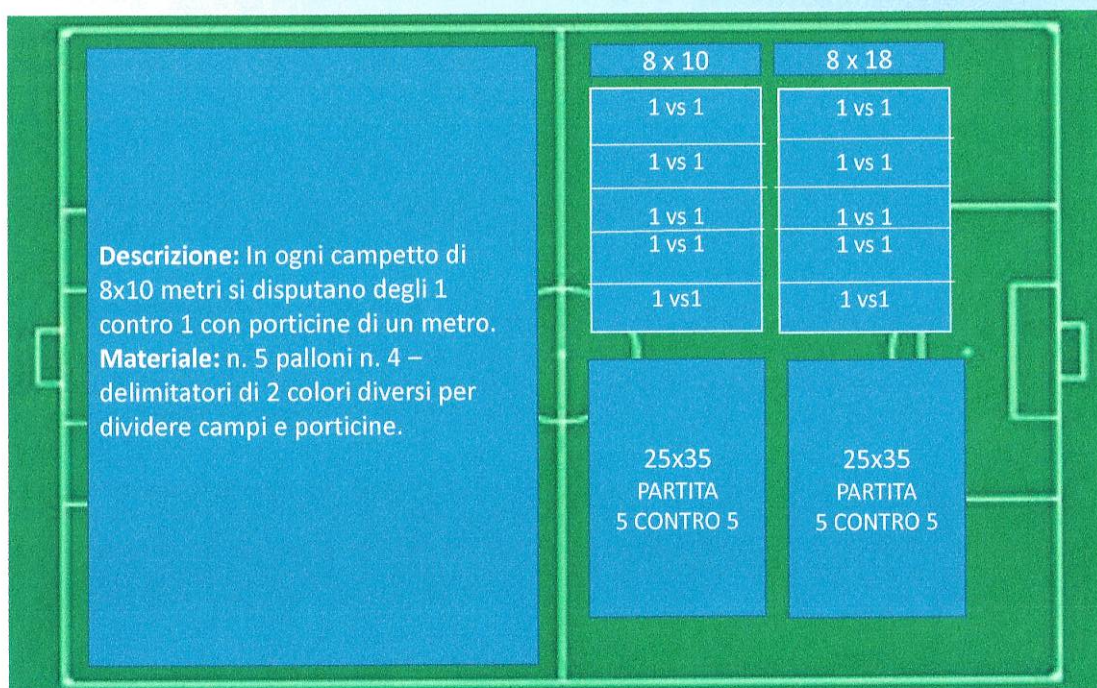 Descrizione: In ogni campetto di
8x10 metri si disputano degli 1
contro 1 con porticine di un metro.
Materiale: n. 5 palloni n. 4 –
delimitatori di 2 colori diversi per
dividere campi e porticine.
8 x 10
1 vs 1
1 vs 1
1 vs 1
1 vs 1
1 vs1
8 x 18
1 vs 1
1 vs 1
1 vs 1
1 vs 1
1 vs1
25x35
PARTITA
5 CONTRO 5
25x35
PARTITA
5 CONTRO 5